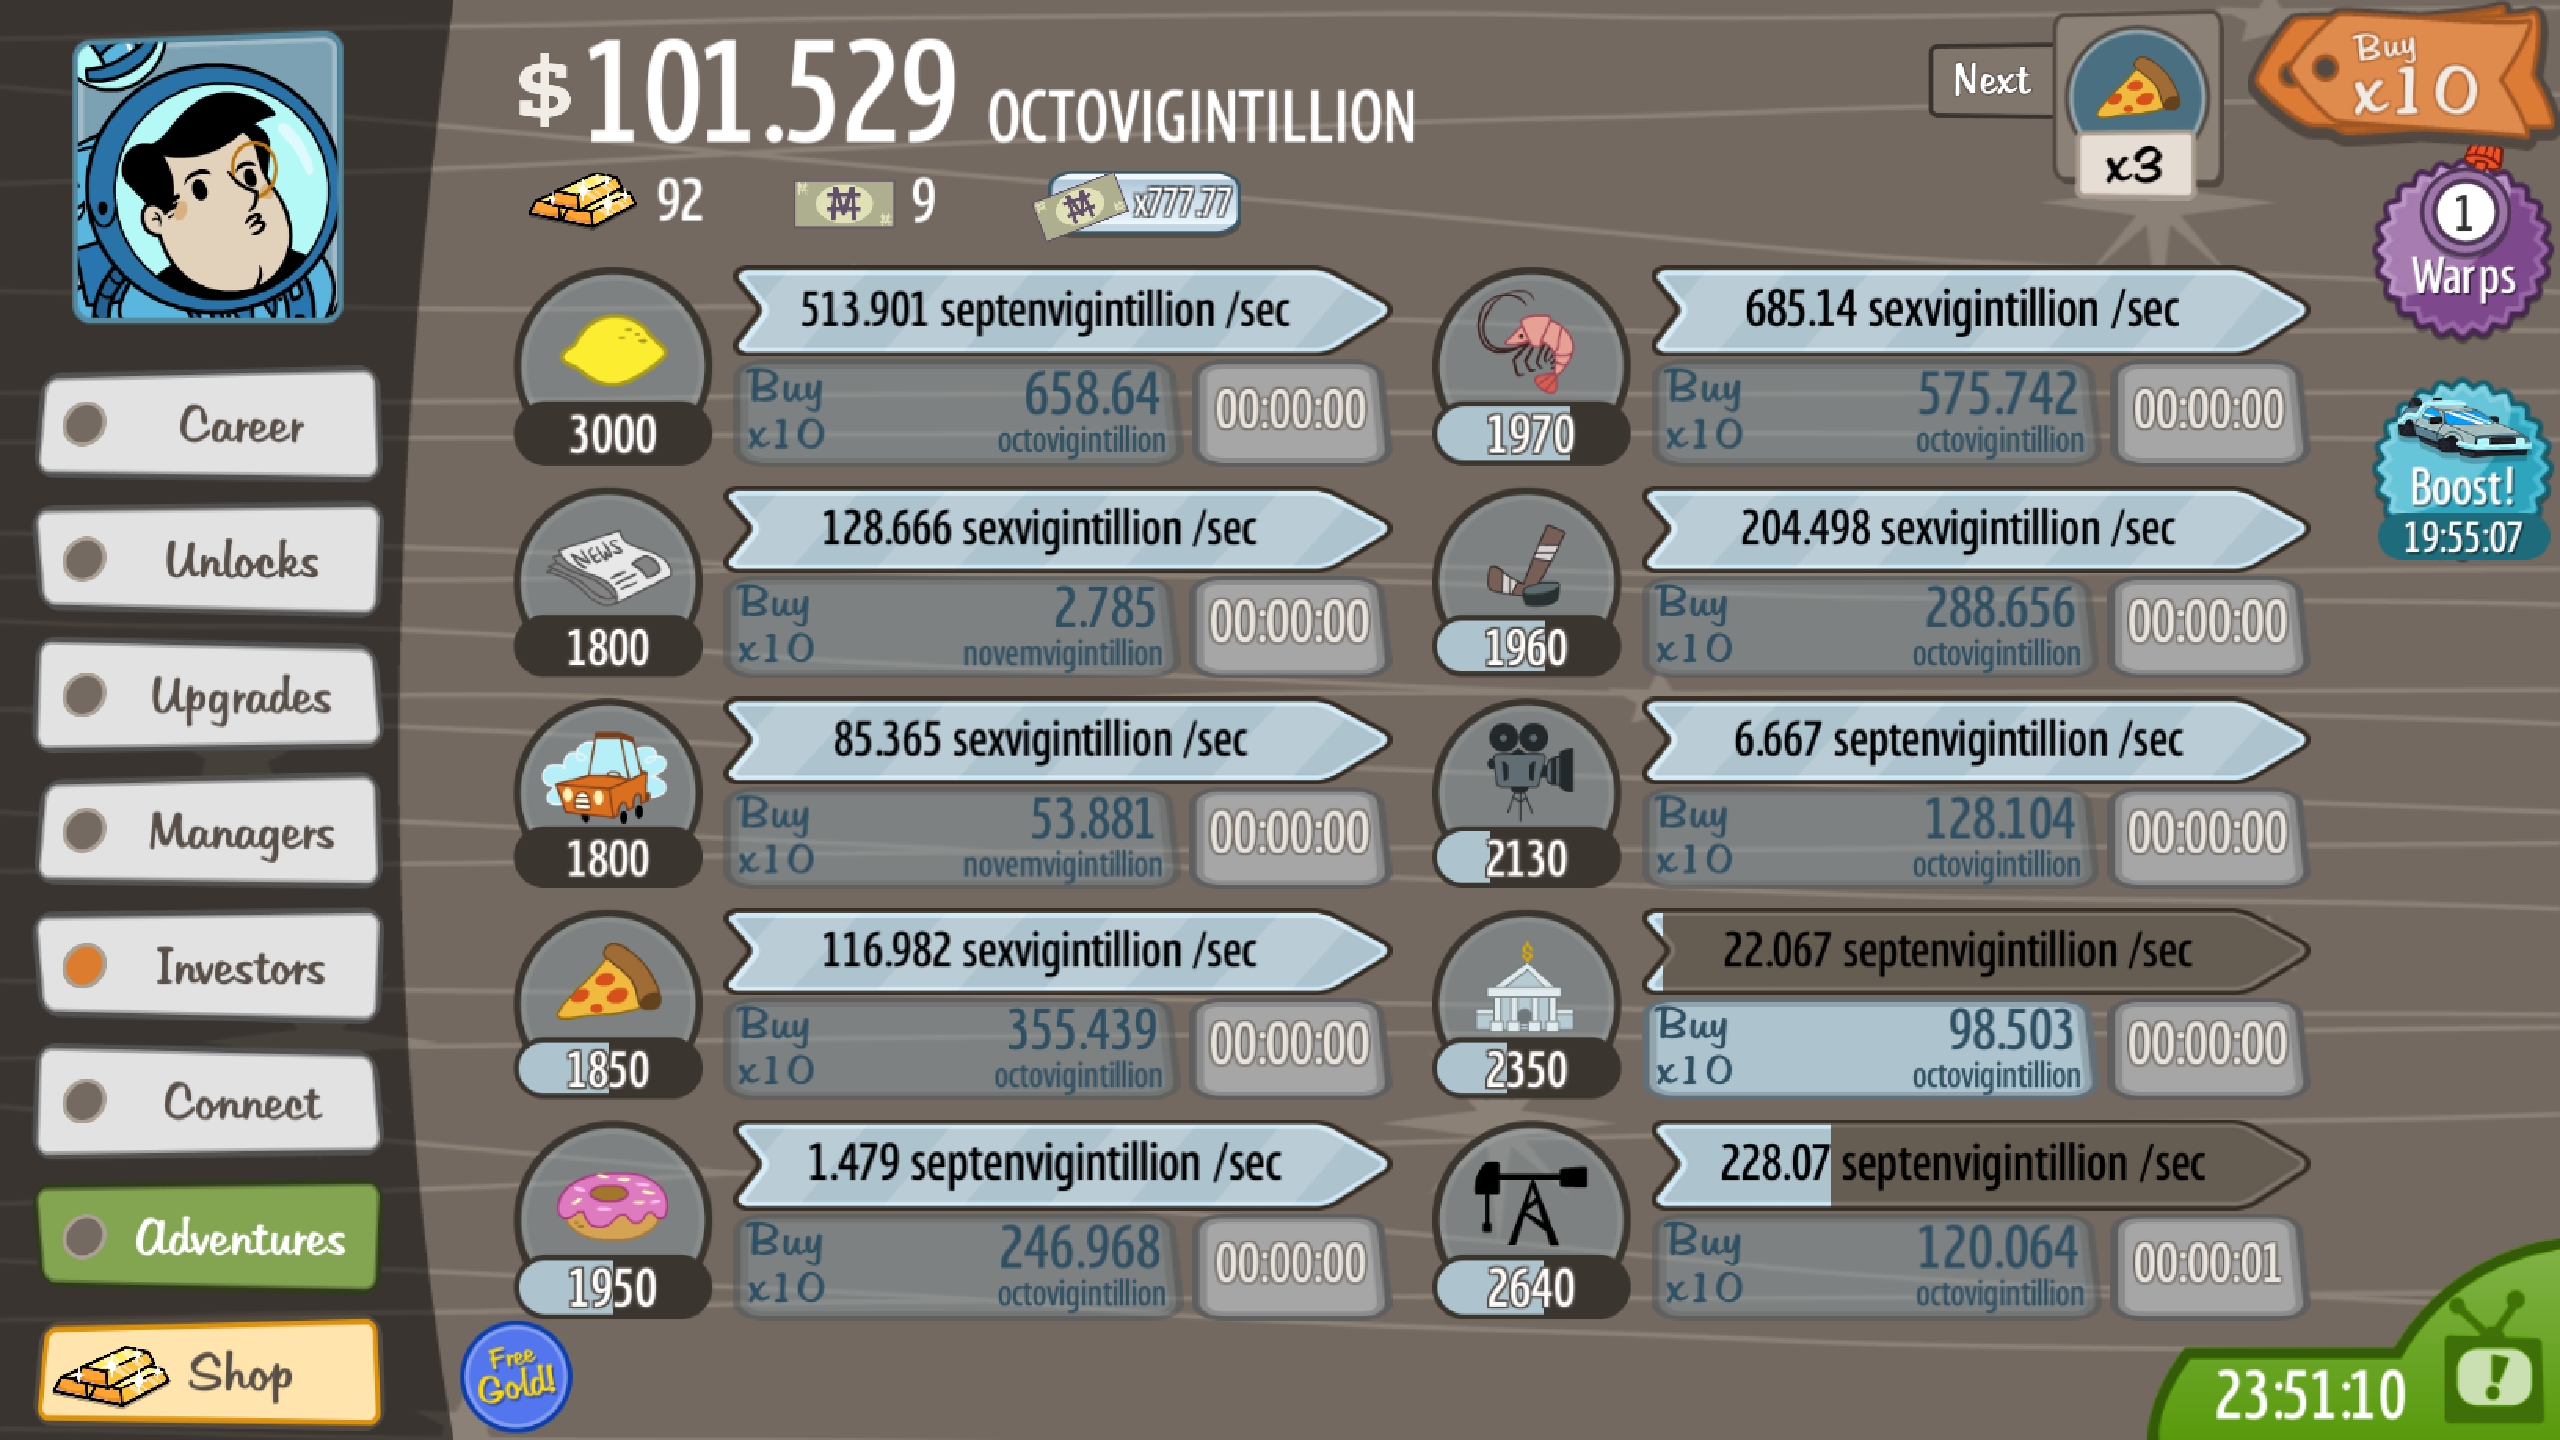 $101.529 OCTOVIGINTILLION
92
9
x777.77
Next
x3
Buy
x10
1
Warps
Boost!
19:55:07
Career
Unlocks
Upgrades
Managers
Investors
Connect
Adventures
Shop
513.901 septenvigintillion /sec
Buy
x10
658.64
octovigintillion
00:00:00
3000
NEWS
128.666 sexvigintillion /sec
Buy
x10
2.785
novemvigintillion
00:00:00
1800
85.365 sexvigintillion /sec
Buy
x10
53.881
novemvigintillion
00:00:00
1800
116.982 sexvigintillion /sec
Buy
x10
355.439
octovigintillion
00:00:00
1850
1.479 septenvigintillion /sec
Buy
x10
246.968
octovigintillion
00:00:00
1950
685.14 sexvigintillion /sec
Buy
x10
575.742
octovigintillion
00:00:00
1970
204.498 sexvigintillion /sec
Buy
x10
288.656
octovigintillion
00:00:00
1960
6.667 septenvigintillion /sec
Buy
x10
128.104
octovigintillion
00:00:00
2130
22.067 septenvigintillion /sec
Buy
x10
98.503
octovigintillion
00:00:00
2350
228.07 septenvigintillion /sec
Buy
x10
120.064
octovigintillion
00:00:01
2640
Free
Gold!
23:51:10
!